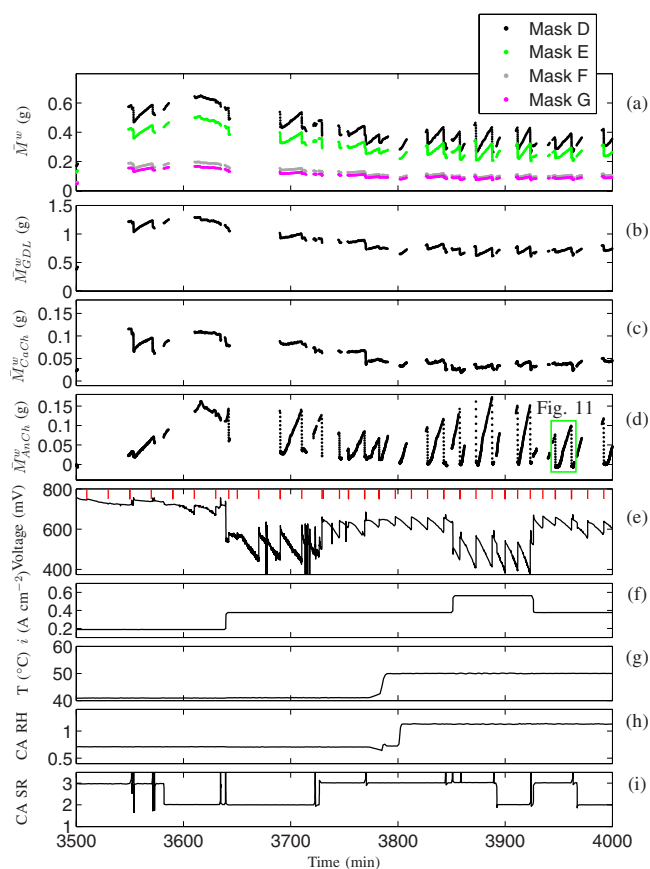 Mask D
Mask E
Mask F
Mask G
M̄ʷ (g)
0 0.2 0.4 0.6
(a)
M̄ʷ_GDL (g)
0 0.5 1 1.5
(b)
M̄ʷ_CaCh (g)
0 0.05 0.1 0.15
(c)
M̄ʷ_AnCh (g)
0 0.05 0.1 0.15
Fig. 11
(d)
Voltage (mV)
400 600 800
(e)
i (A cm⁻²)
0.2 0.4 0.6
(f)
T (°C)
40 50 60
(g)
CA RH
0.5 1
(h)
CA SR
1 2 3
(i)
3500 3600 3700 3800 3900 4000
Time (min)